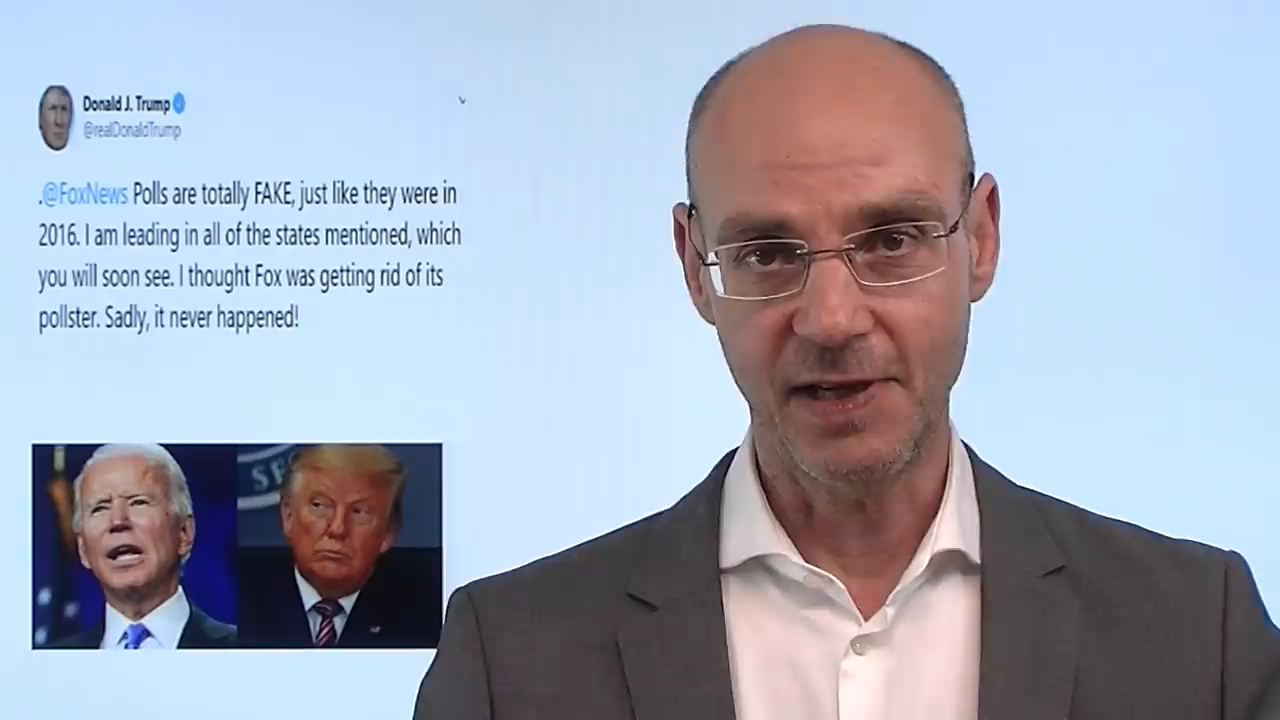 Donald J. Trump
@realDonaldTrump
.@FoxNews Polls are totally FAKE, just like they were in
2016. I am leading in all of the states mentioned, which
you will soon see. I thought Fox was getting rid of its
pollster. Sadly, it never happened!